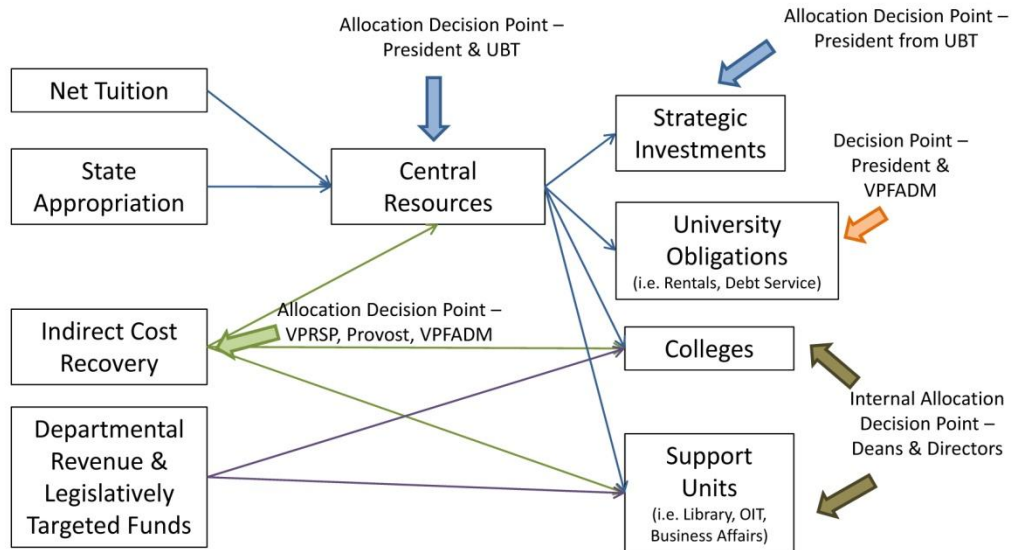 Allocation Decision Point –
President & UBT
Allocation Decision Point –
President from UBT
Net Tuition
State
Appropriation
Central
Resources
Strategic
Investments
Decision Point –
President &
VPFADM
University
Obligations
(i.e. Rentals, Debt Service)
Indirect Cost
Recovery
Allocation Decision Point –
VPRSP, Provost, VPFADM
Colleges
Internal Allocation
Decision Point –
Deans & Directors
Departmental
Revenue &
Legislatively
Targeted Funds
Support
Units
(i.e. Library, OIT,
Business Affairs)